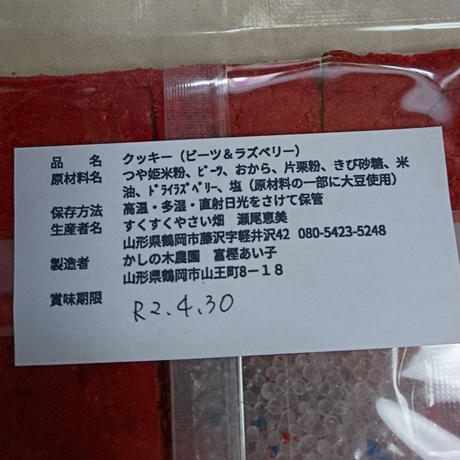 品　名　クッキー（ビーツ＆ラズベリー）
原材料名　つや姫米粉、ビーツ、おから、片栗粉、きび砂糖、米
油、ドライラズベリー、塩（原材料の一部に大豆使用）
保存方法　高温・多湿・直射日光をさけて保管
生産者名　すくすくやさい畑　瀬尾恵美
山形県鶴岡市藤沢字軽井沢42　080-5423-5248
製造者　かしの木農園　富樫あい子
山形県鶴岡市山王町8－18
賞味期限　R2.4.30